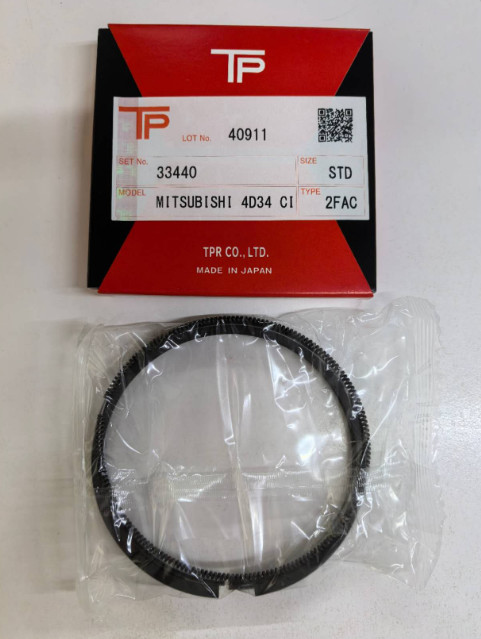 TP
TP LOT No. 40911
SET No. 33440 SIZE STD
MODEL MITSUBISHI 4D34 CI TYPE 2FAC
TPR CO., LTD.
MADE IN JAPAN